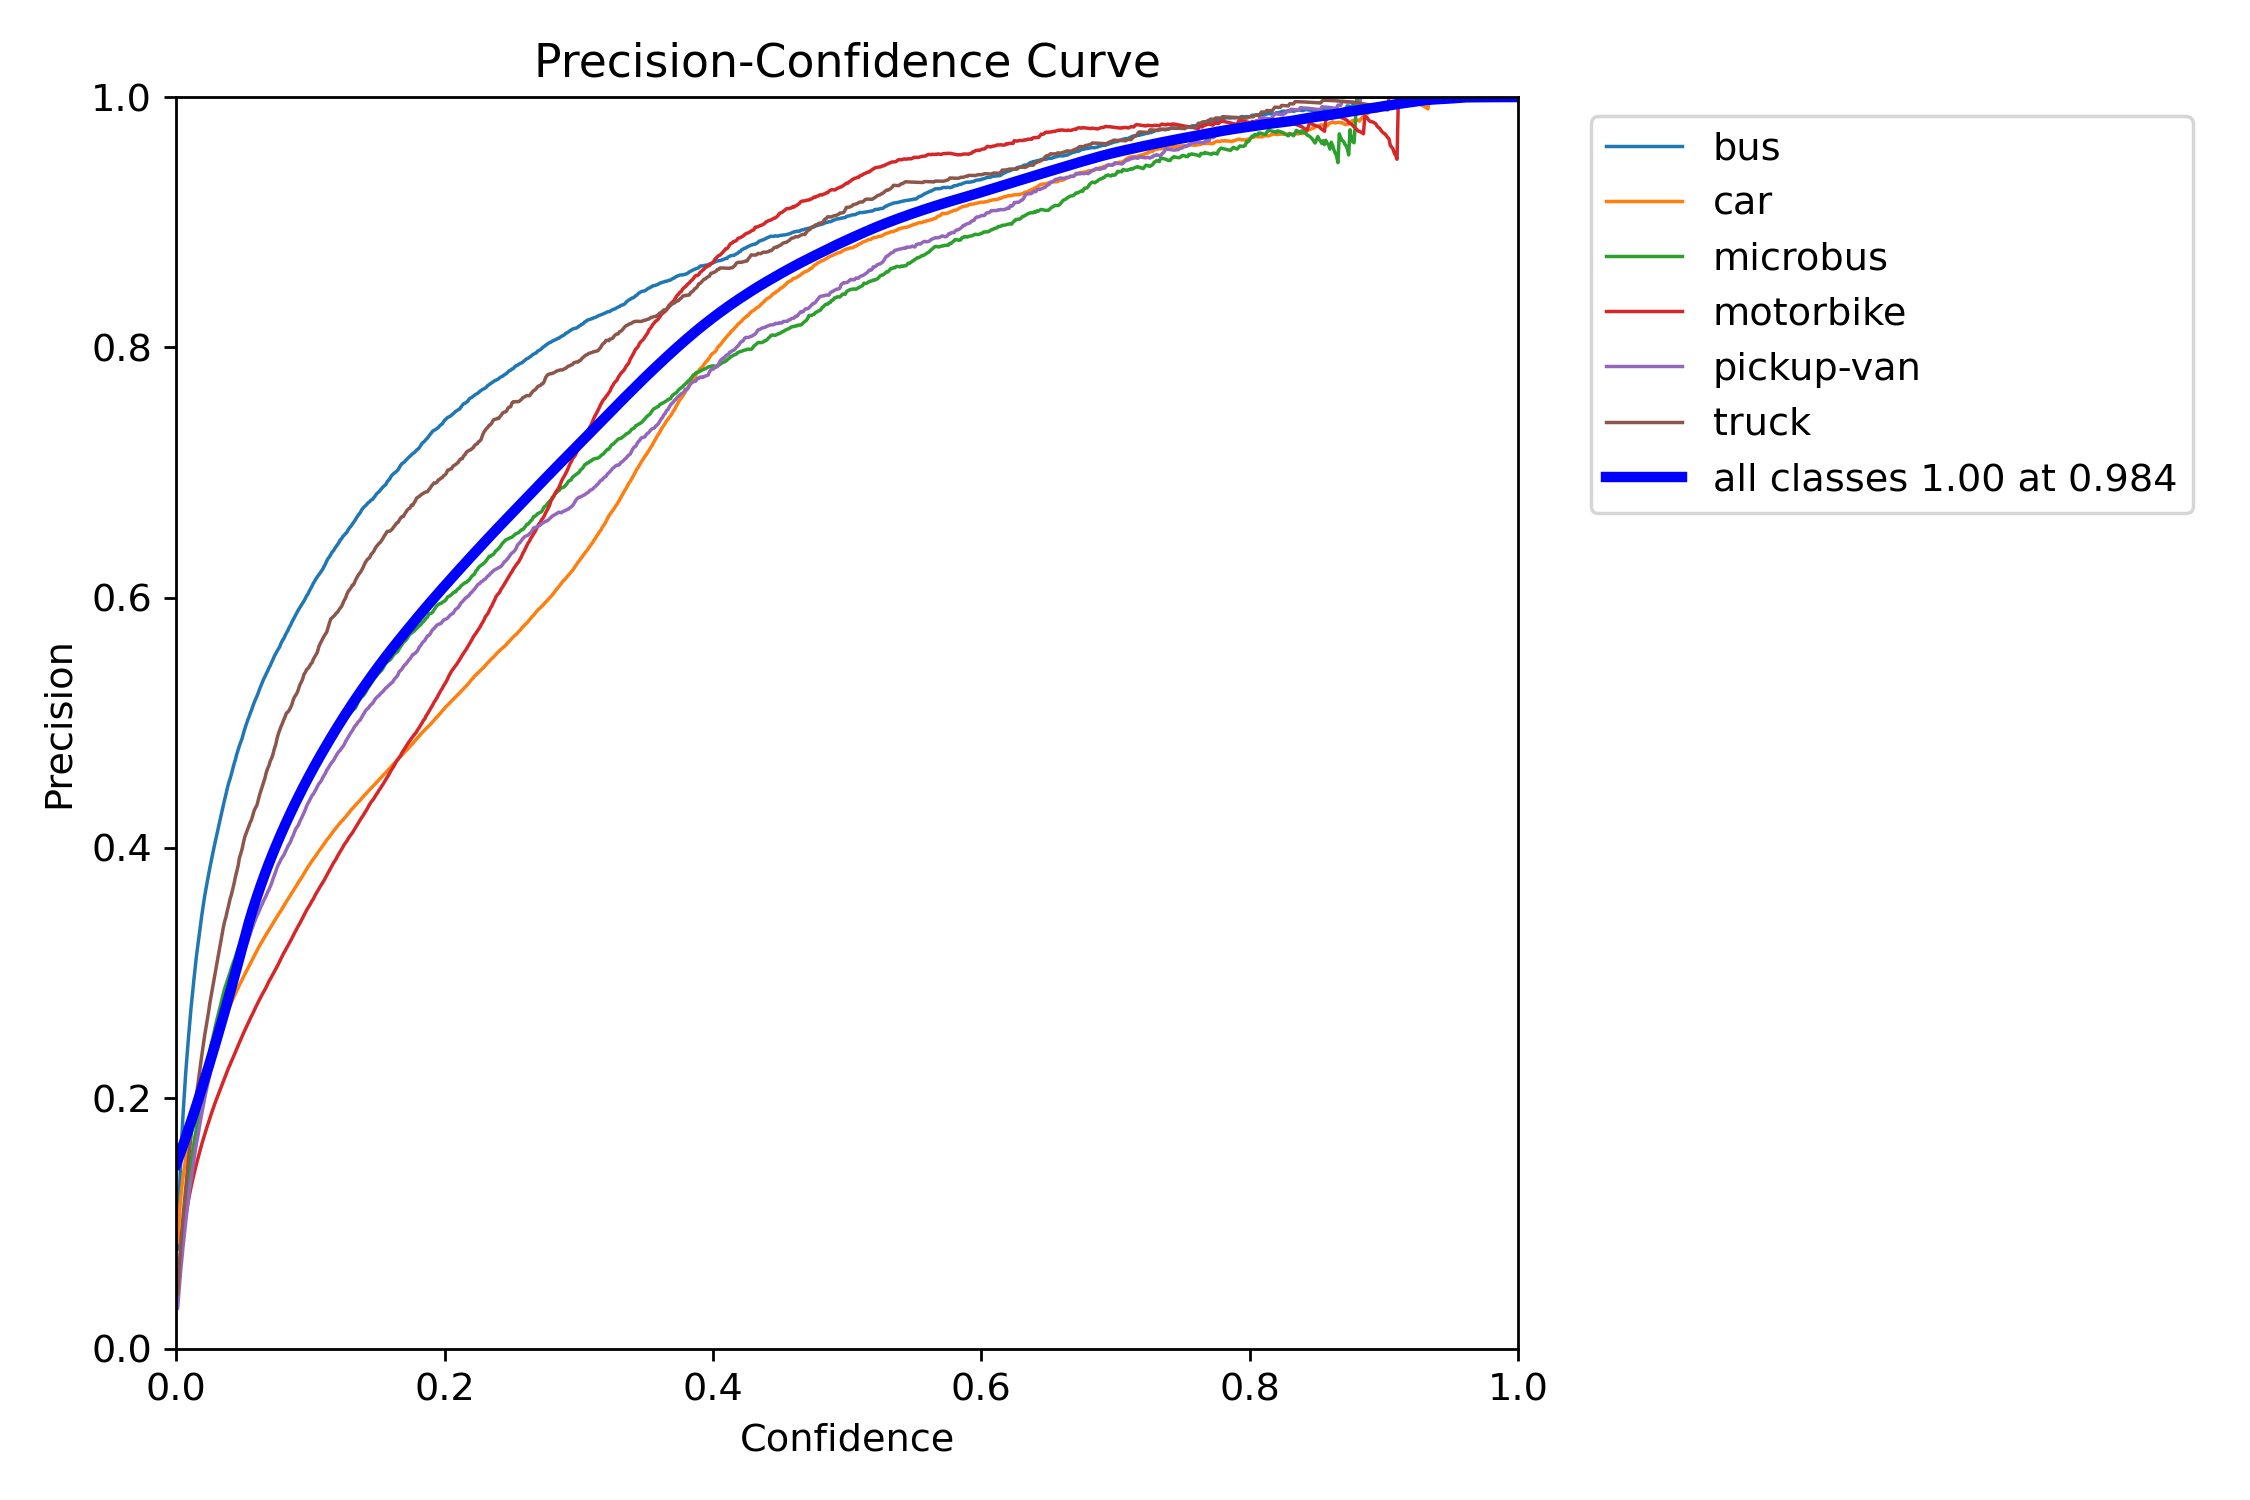 Precision-Confidence Curve
1.0
0.8
0.6
0.4
0.2
0.0
Precision
0.0 0.2 0.4 0.6 0.8 1.0
Confidence
bus
car
microbus
motorbike
pickup-van
truck
all classes 1.00 at 0.984